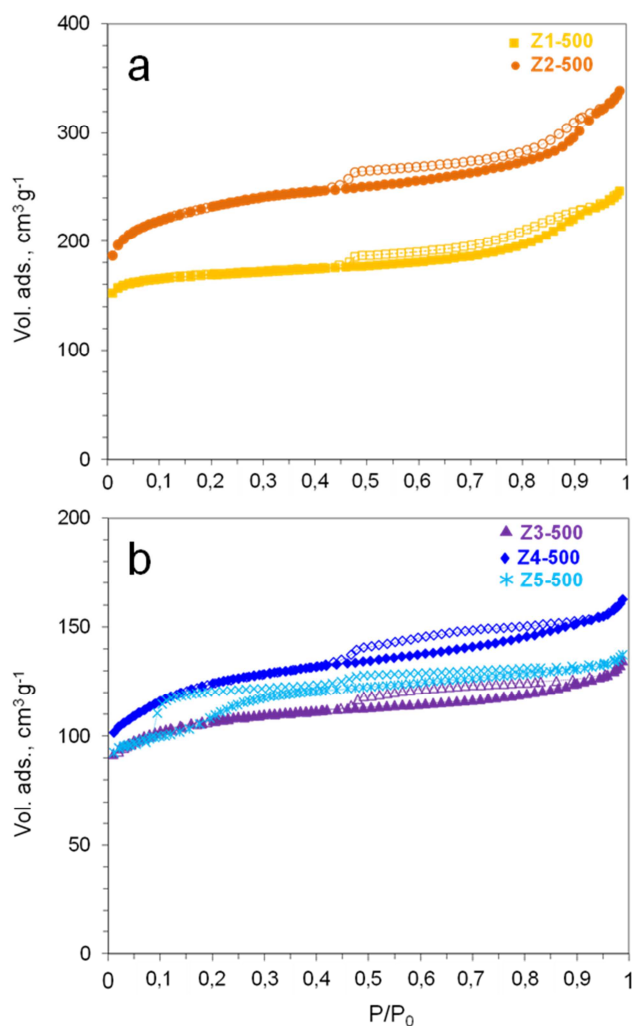 a
Z1-500
Z2-500
Vol. ads., cm³ g⁻¹
400
300
200
100
0
0 0,1 0,2 0,3 0,4 0,5 0,6 0,7 0,8 0,9 1
b
Z3-500
Z4-500
Z5-500
Vol. ads., cm³ g⁻¹
200
150
100
50
0
0 0,1 0,2 0,3 0,4 0,5 0,6 0,7 0,8 0,9 1
P/P₀